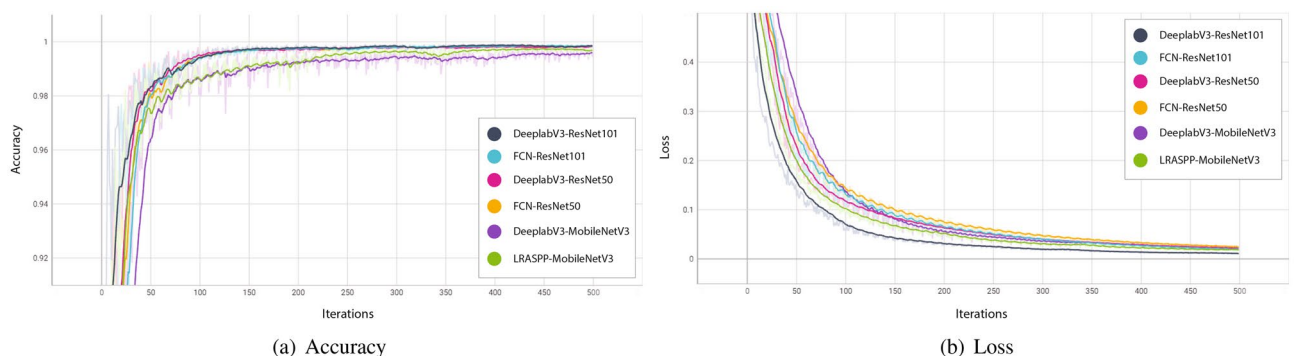 1
0.98
0.96
0.94
0.92
Accuracy
0
50
100
150
200
250
300
350
400
450
500
Iterations
DeeplabV3-ResNet101
FCN-ResNet101
DeeplabV3-ResNet50
FCN-ResNet50
DeeplabV3-MobileNetV3
LRASPP-MobileNetV3
(a) Accuracy
0.4
0.3
0.2
0.1
0
Loss
0
50
100
150
200
250
300
350
400
450
500
Iterations
DeeplabV3-ResNet101
FCN-ResNet101
DeeplabV3-ResNet50
FCN-ResNet50
DeeplabV3-MobileNetV3
LRASPP-MobileNetV3
(b) Loss